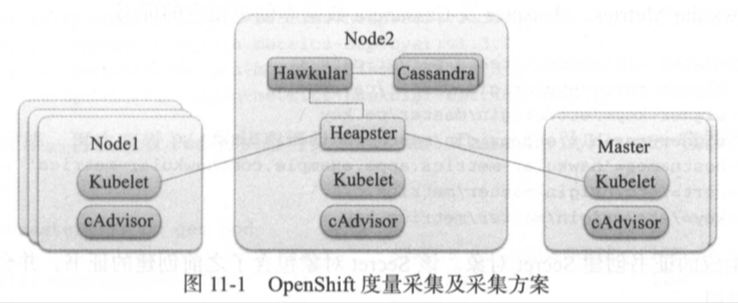 Node2
Hawkular
Cassandra
Heapster
Kubelet
cAdvisor
Node1
Kubelet
cAdvisor
Master
Kubelet
cAdvisor
图 11-1 OpenShift 度量采集及采集方案